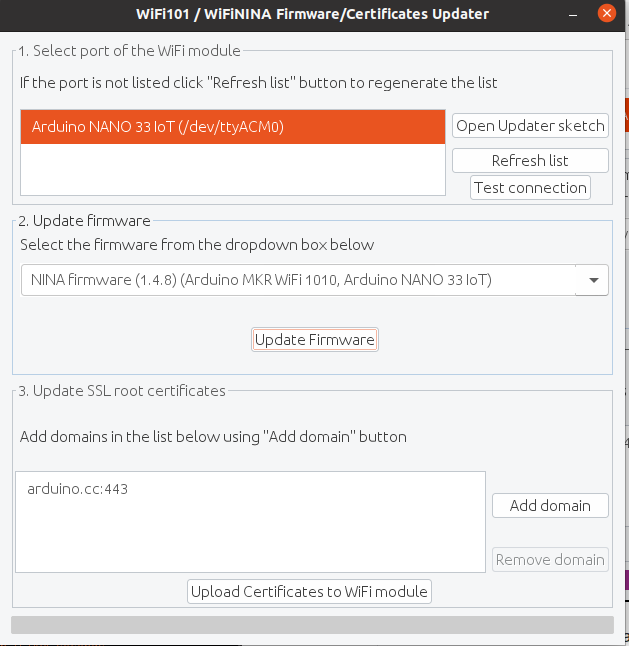 WiFi101 / WiFiNINA Firmware/Certificates Updater
1. Select port of the WiFi module
If the port is not listed click "Refresh list" button to regenerate the list
Arduino NANO 33 IoT (/dev/ttyACM0)
Open Updater sketch
Refresh list
Test connection
2. Update firmware
Select the firmware from the dropdown box below
NINA firmware (1.4.8) (Arduino MKR WiFi 1010, Arduino NANO 33 IoT)
Update Firmware
3. Update SSL root certificates
Add domains in the list below using "Add domain" button
arduino.cc:443
Add domain
Remove domain
Upload Certificates to WiFi module